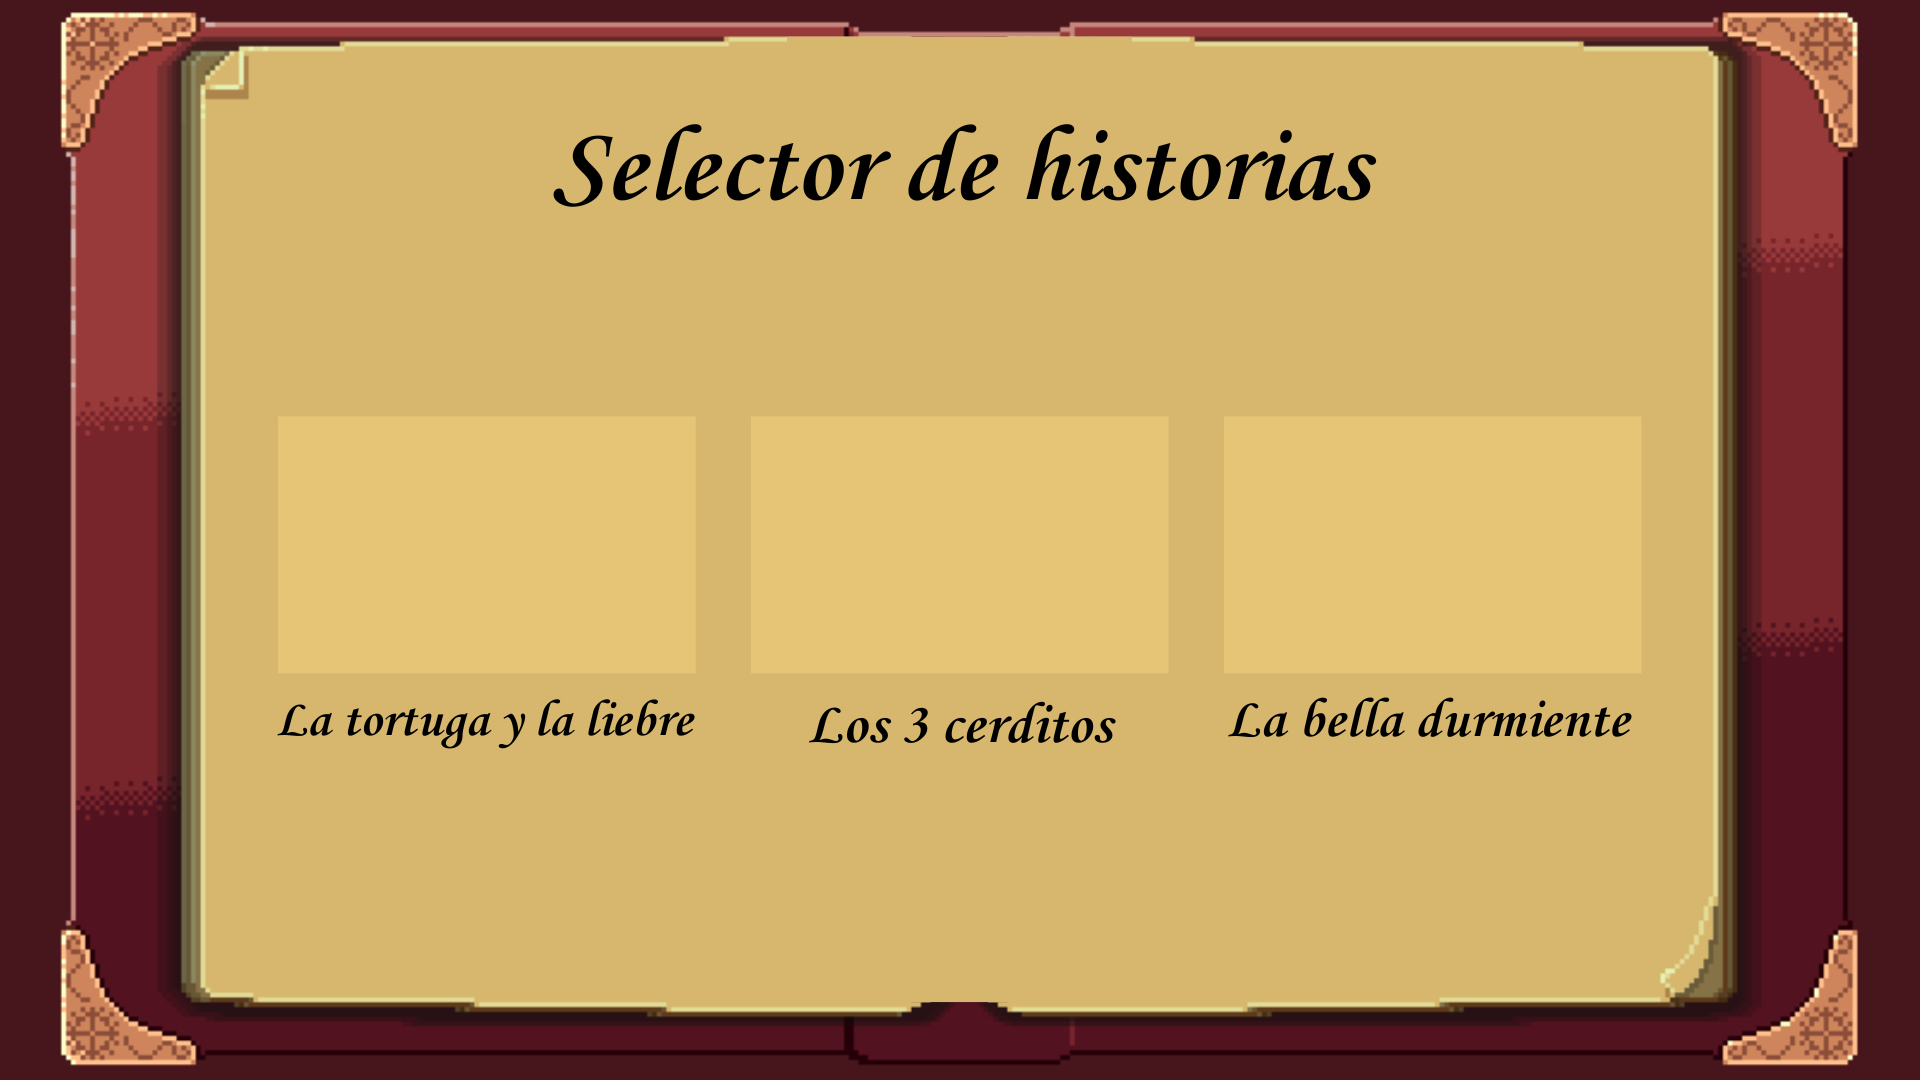 Selector de historias
La tortuga y la liebre
Los 3 cerditos
La bella durmiente